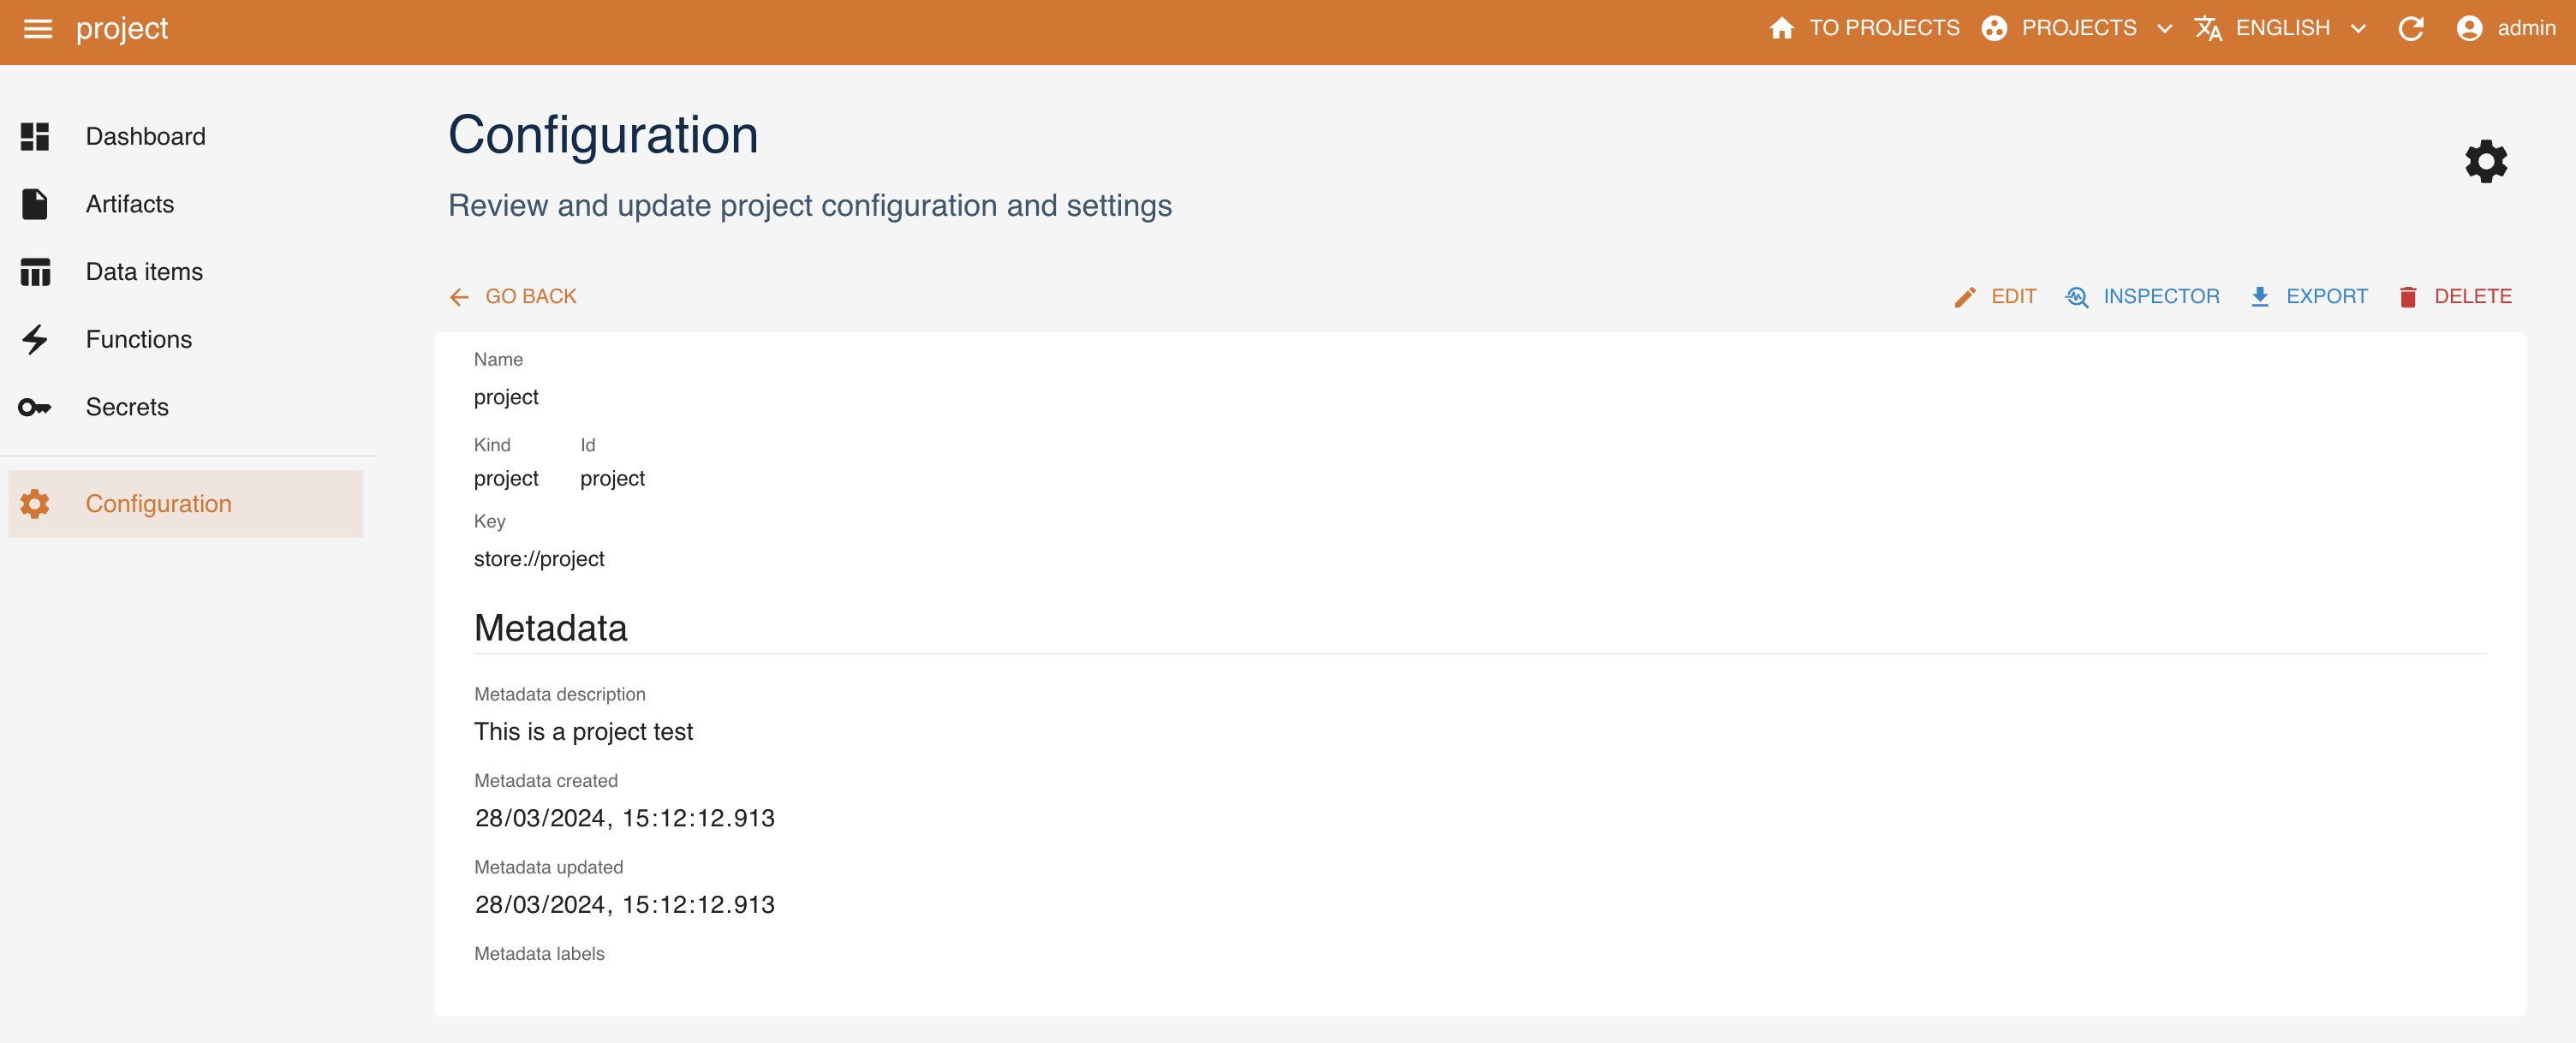 project
TO PROJECTS PROJECTS ENGLISH admin
Dashboard
Artifacts
Data items
Functions
Secrets
Configuration
Configuration
Review and update project configuration and settings
GO BACK
EDIT INSPECTOR EXPORT DELETE
Name
project
Kind Id
project project
Key
store://project
Metadata
Metadata description
This is a project test
Metadata created
28/03/2024, 15:12:12.913
Metadata updated
28/03/2024, 15:12:12.913
Metadata labels